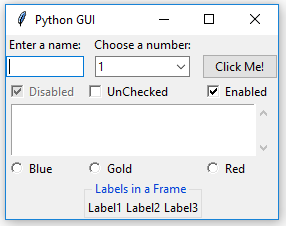 Python GUI
Enter a name: Choose a number:
1 Click Me!
Disabled UnChecked Enabled
Blue Gold Red
Labels in a Frame
Label1 Label2 Label3